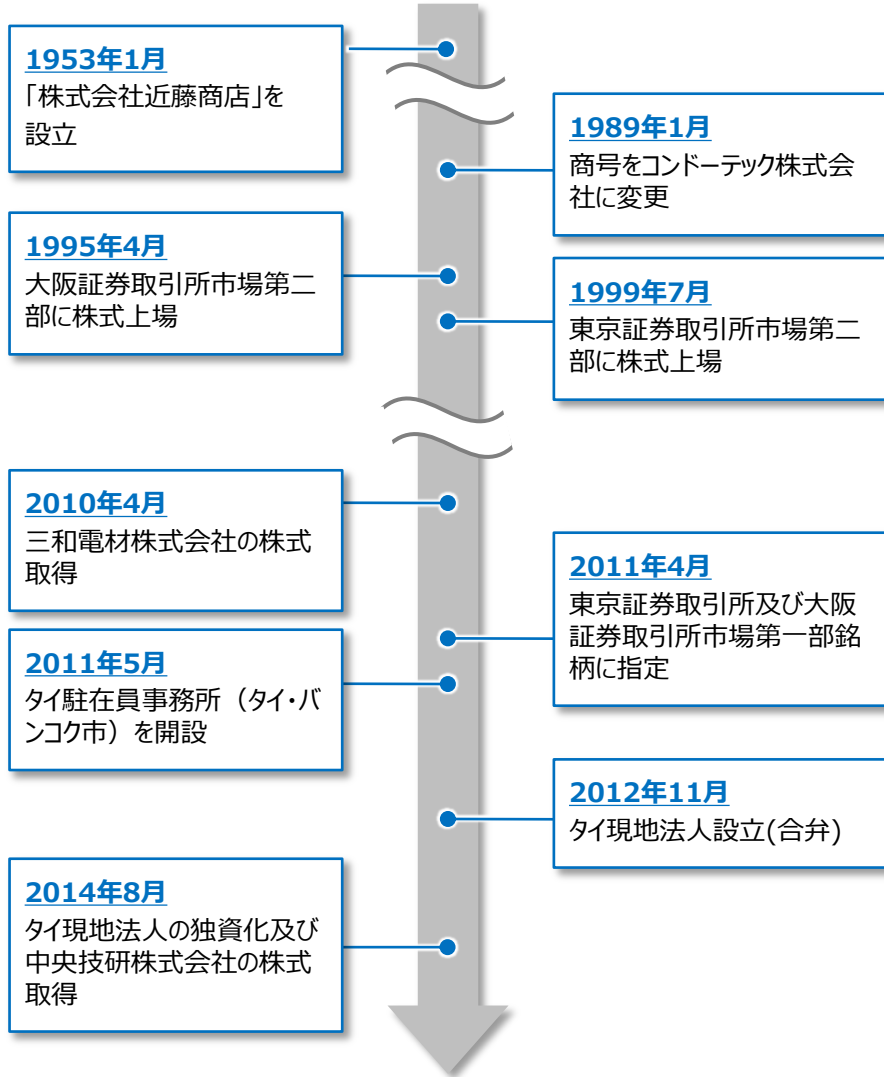 1953年1月
「株式会社近藤商店」を
設立
1989年1月
商号をコンドーテック株式会
社に変更
1995年4月
大阪証券取引所市場第二
部に株式上場
1999年7月
東京証券取引所市場第二
部に株式上場
2010年4月
三和電材株式会社の株式
取得
2011年4月
東京証券取引所及び大阪
証券取引所市場第一部銘
柄に指定
2011年5月
タイ駐在員事務所（タイ・バ
ンコク市）を開設
2012年11月
タイ現地法人設立(合弁)
2014年8月
タイ現地法人の独資化及び
中央技研株式会社の株式
取得